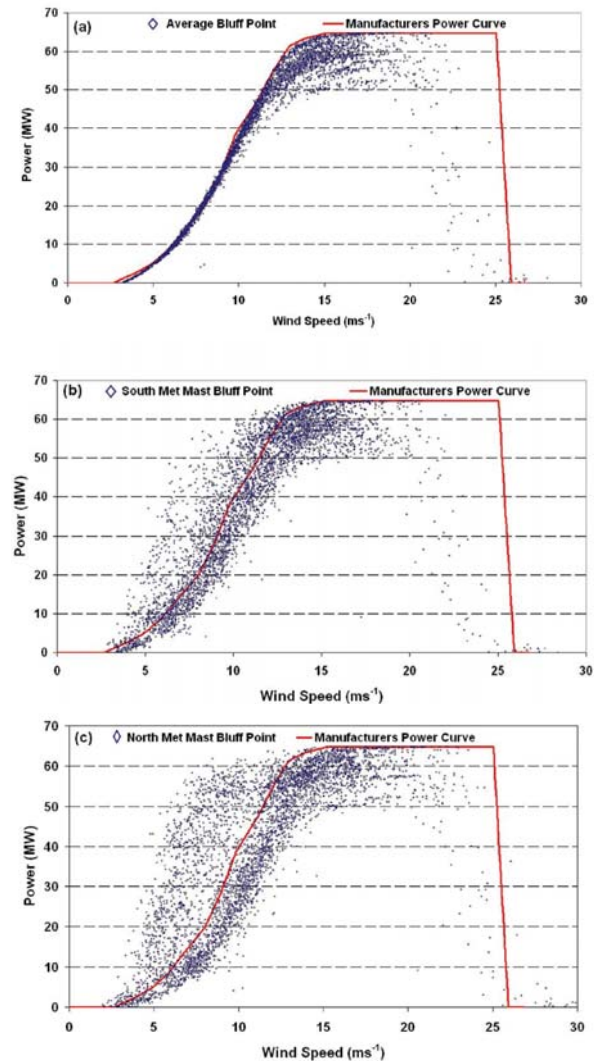 (a) Average Bluff Point Manufacturers Power Curve
70
60
50
40
30
20
10
0
Power (MW)
0 5 10 15 20 25 30
Wind Speed (ms⁻¹)
(b) South Met Mast Bluff Point Manufacturers Power Curve
70
60
50
40
30
20
10
0
Power (MW)
0 5 10 15 20 25 30
Wind Speed (ms⁻¹)
(c) North Met Mast Bluff Point Manufacturers Power Curve
70
60
50
40
30
20
10
0
Power (MW)
0 5 10 15 20 25 30
Wind Speed (ms⁻¹)